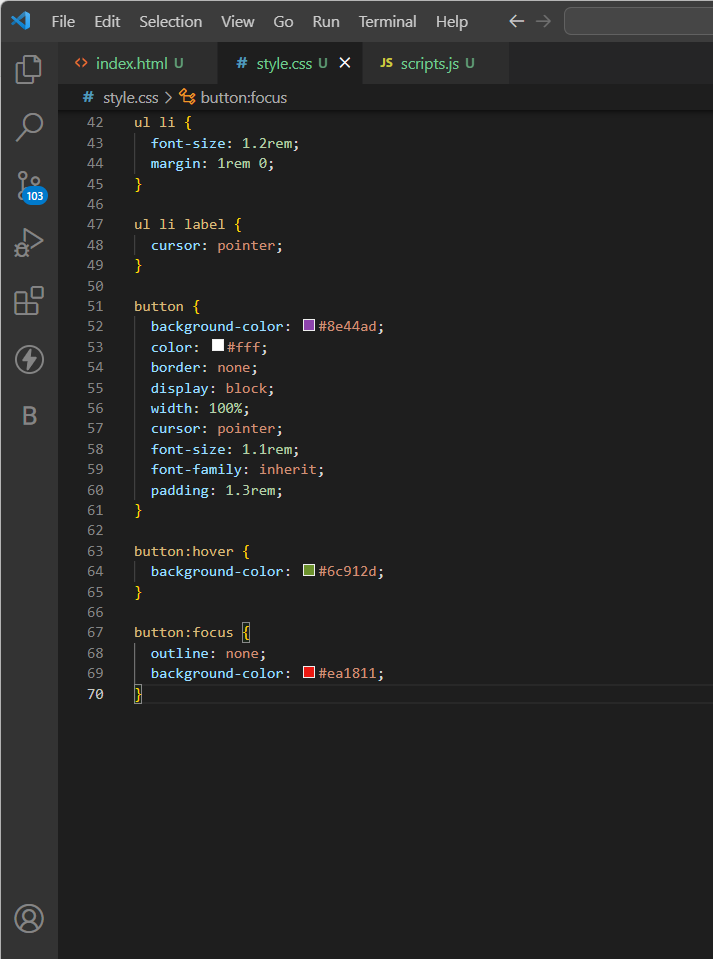 File Edit Selection View Go Run Terminal Help
<> index.html U # style.css U JS scripts.js U
# style.css > button:focus
103
B
42 ul li {
43 font-size: 1.2rem;
44 margin: 1rem 0;
45 }
46
47 ul li label {
48 cursor: pointer;
49 }
50
51 button {
52 background-color: #8e44ad;
53 color: #fff;
54 border: none;
55 display: block;
56 width: 100%;
57 cursor: pointer;
58 font-size: 1.1rem;
59 font-family: inherit;
60 padding: 1.3rem;
61 }
62
63 button:hover {
64 background-color: #6c912d;
65 }
66
67 button:focus {
68 outline: none;
69 background-color: #ea1811;
70 }